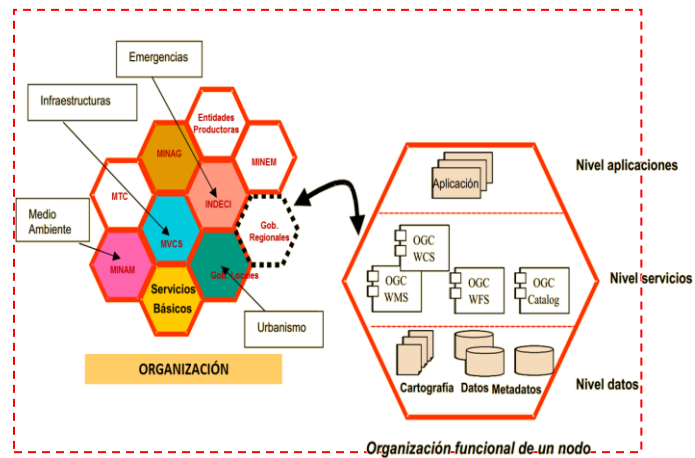 Emergencias
Infraestructuras
Entidades
Productoras
MINAG
MINEM
Nivel aplicaciones
Aplicación
MTC
INDECI
Medio
Ambiente
Gob.
Regionales
MVCS
OGC
WCS
MINAM
Gob. Locales
OGC
WMS
OGC
WFS
OGC
Catalog
Nivel servicios
Servicios
Básicos
Urbanismo
ORGANIZACIÓN
Cartografía
Datos
Metadatos
Nivel datos
Organización funcional de un nodo